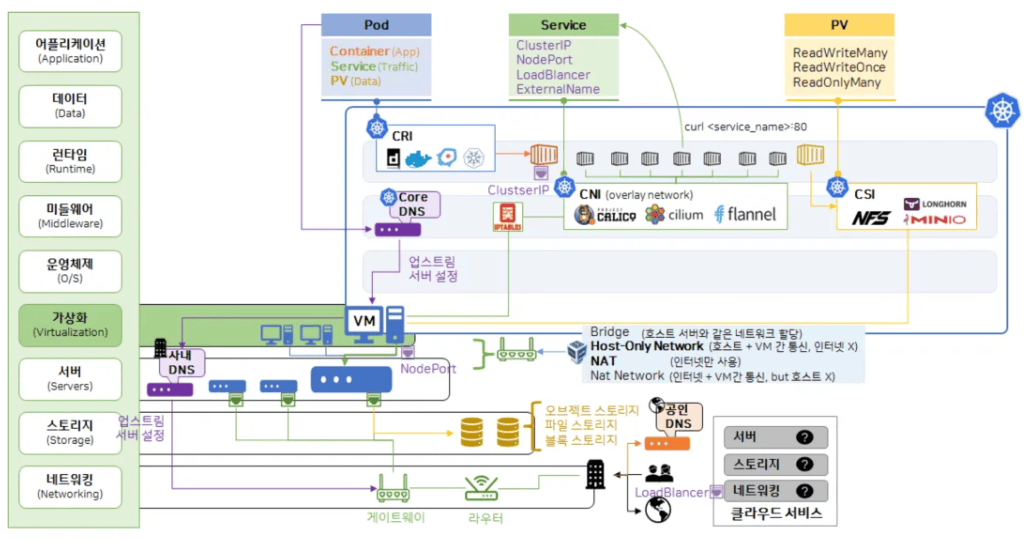 어플리케이션
(Application)
데이터
(Data)
런타임
(Runtime)
미들웨어
(Middleware)
운영체제
(O/S)
가상화
(Virtualization)
서버
(Servers)
스토리지
(Storage)
네트워킹
(Networking)
Pod
Container (App)
Service (Traffic)
PV (Data)
Service
ClusterIP
NodePort
LoadBlancer
ExternalName
PV
ReadWriteMany
ReadWriteOnce
ReadOnlyMany
curl <service_name>:80
CRI
ClustserIP
CNI (overlay network)
PROJECT
CALICO
cilium
flannel
CSI
LONGHORN
NFS
MINIO
Core
DNS
IPTABLES
업스트림
서버 설정
VM
사내
DNS
NodePort
Bridge (호스트 서버와 같은 네트워크 할당)
Host-Only Network (호스트 + VM 간 통신, 인터넷 X)
NAT (인터넷만 사용)
Nat Network (인터넷 + VM간 통신, but 호스트 X)
업스트림
서버 설정
오브젝트 스토리지
파일 스토리지
블록 스토리지
공인
DNS
LoadBlancer
게이트웨이
라우터
서버 ?
스토리지 ?
네트워킹 ?
클라우드 서비스